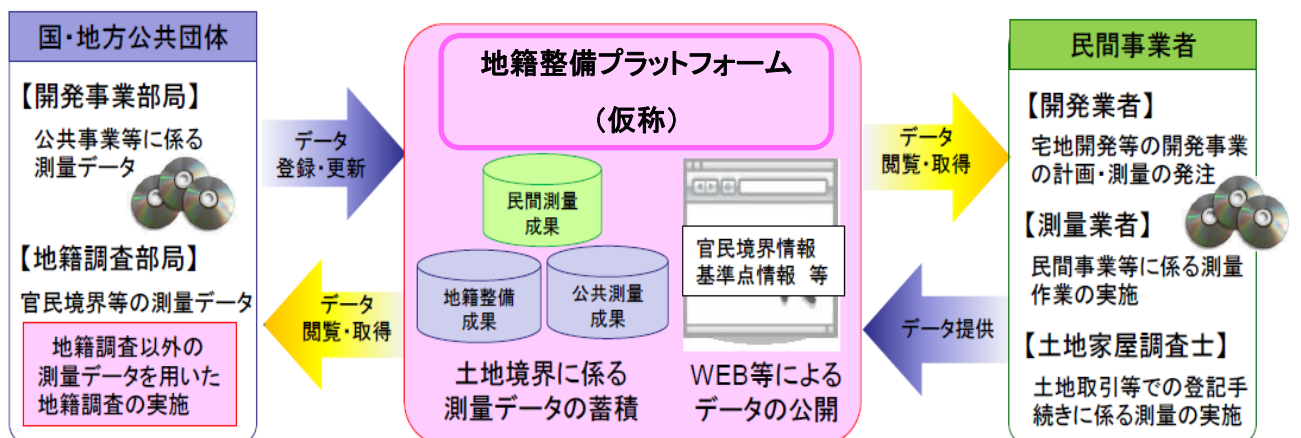 国・地方公共団体
【開発事業部局】
公共事業等に係る
測量データ
【地籍調査部局】
官民境界等の測量データ
地籍調査以外の
測量データを用いた
地籍調査の実施
データ
登録・更新
データ
閲覧・取得
地籍整備プラットフォーム
（仮称）
民間測量
成果
地籍整備
成果
公共測量
成果
土地境界に係る
測量データの蓄積
官民境界情報
基準点情報 等
WEB等による
データの公開
データ
閲覧・取得
データ提供
民間事業者
【開発業者】
宅地開発等の開発事業
の計画・測量の発注
【測量業者】
民間事業等に係る測量
作業の実施
【土地家屋調査士】
土地取引等での登記手
続きに係る測量の実施